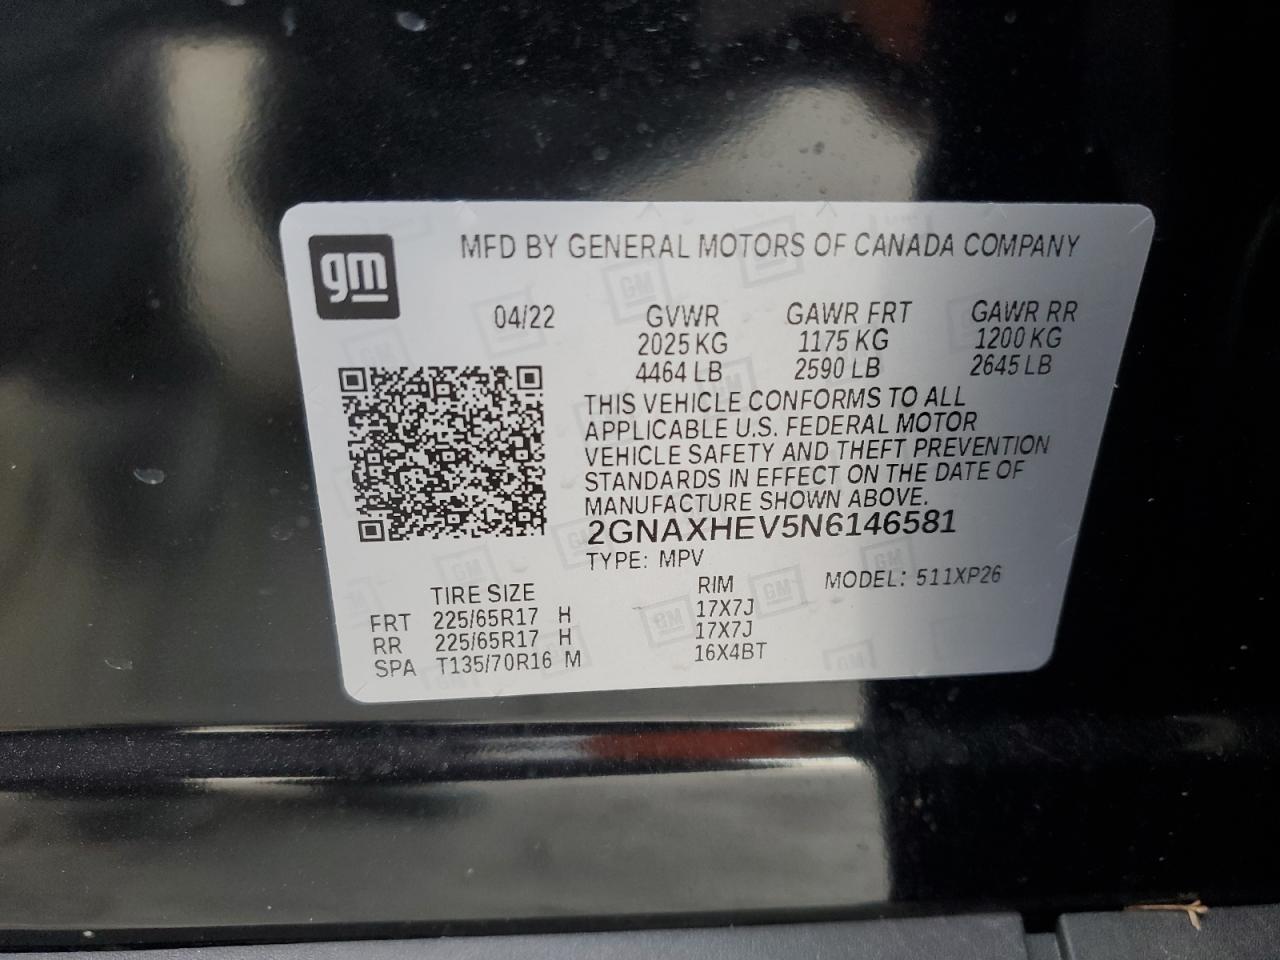 gm
MFD BY GENERAL MOTORS OF CANADA COMPANY
04/22 GVWR GAWR FRT GAWR RR
2025 KG 1175 KG 1200 KG
4464 LB 2590 LB 2645 LB
THIS VEHICLE CONFORMS TO ALL
APPLICABLE U.S. FEDERAL MOTOR
VEHICLE SAFETY AND THEFT PREVENTION
STANDARDS IN EFFECT ON THE DATE OF
MANUFACTURE SHOWN ABOVE.
2GNAXHEV5N6146581
TYPE: MPV
MODEL: 511XP26
TIRE SIZE RIM
FRT 225/65R17 H 17X7J
RR 225/65R17 H 17X7J
SPA T135/70R16 M 16X4BT